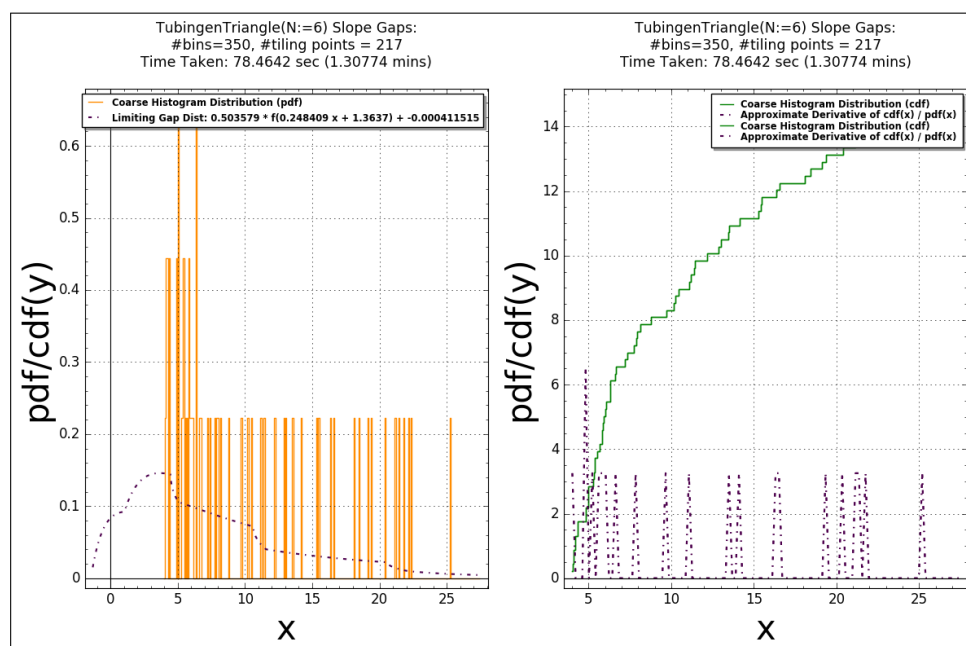 TubingenTriangle(N:=6) Slope Gaps:
#bins=350, #tiling points = 217
Time Taken: 78.4642 sec (1.30774 mins)
Coarse Histogram Distribution (pdf)
Limiting Gap Dist: 0.503579 * f(0.248409 x + 1.3637) + -0.000411515
0.6
0.5
0.4
0.3
0.2
0.1
0
pdf/cdf(y)
0 5 10 15 20 25
x
TubingenTriangle(N:=6) Slope Gaps:
#bins=350, #tiling points = 217
Time Taken: 78.4642 sec (1.30774 mins)
Coarse Histogram Distribution (cdf)
Approximate Derivative of cdf(x) / pdf(x)
Coarse Histogram Distribution (cdf)
Approximate Derivative of cdf(x) / pdf(x)
14
12
10
8
6
4
2
0
pdf/cdf(y)
5 10 15 20 25
x